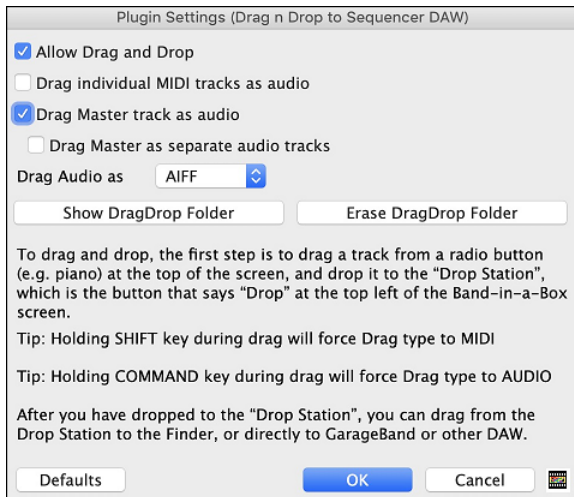 Plugin Settings (Drag n Drop to Sequencer DAW)
Allow Drag and Drop
Drag individual MIDI tracks as audio
Drag Master track as audio
Drag Master as separate audio tracks
Drag Audio as AIFF
Show DragDrop Folder Erase DragDrop Folder
To drag and drop, the first step is to drag a track from a radio button
(e.g. piano) at the top of the screen, and drop it to the “Drop Station”,
which is the button that says “Drop” at the top left of the Band-in-a-Box
screen.
Tip: Holding SHIFT key during drag will force Drag type to MIDI
Tip: Holding COMMAND key during drag will force Drag type to AUDIO
After you have dropped to the “Drop Station”, you can drag from the
Drop Station to the Finder, or directly to GarageBand or other DAW.
Defaults OK Cancel